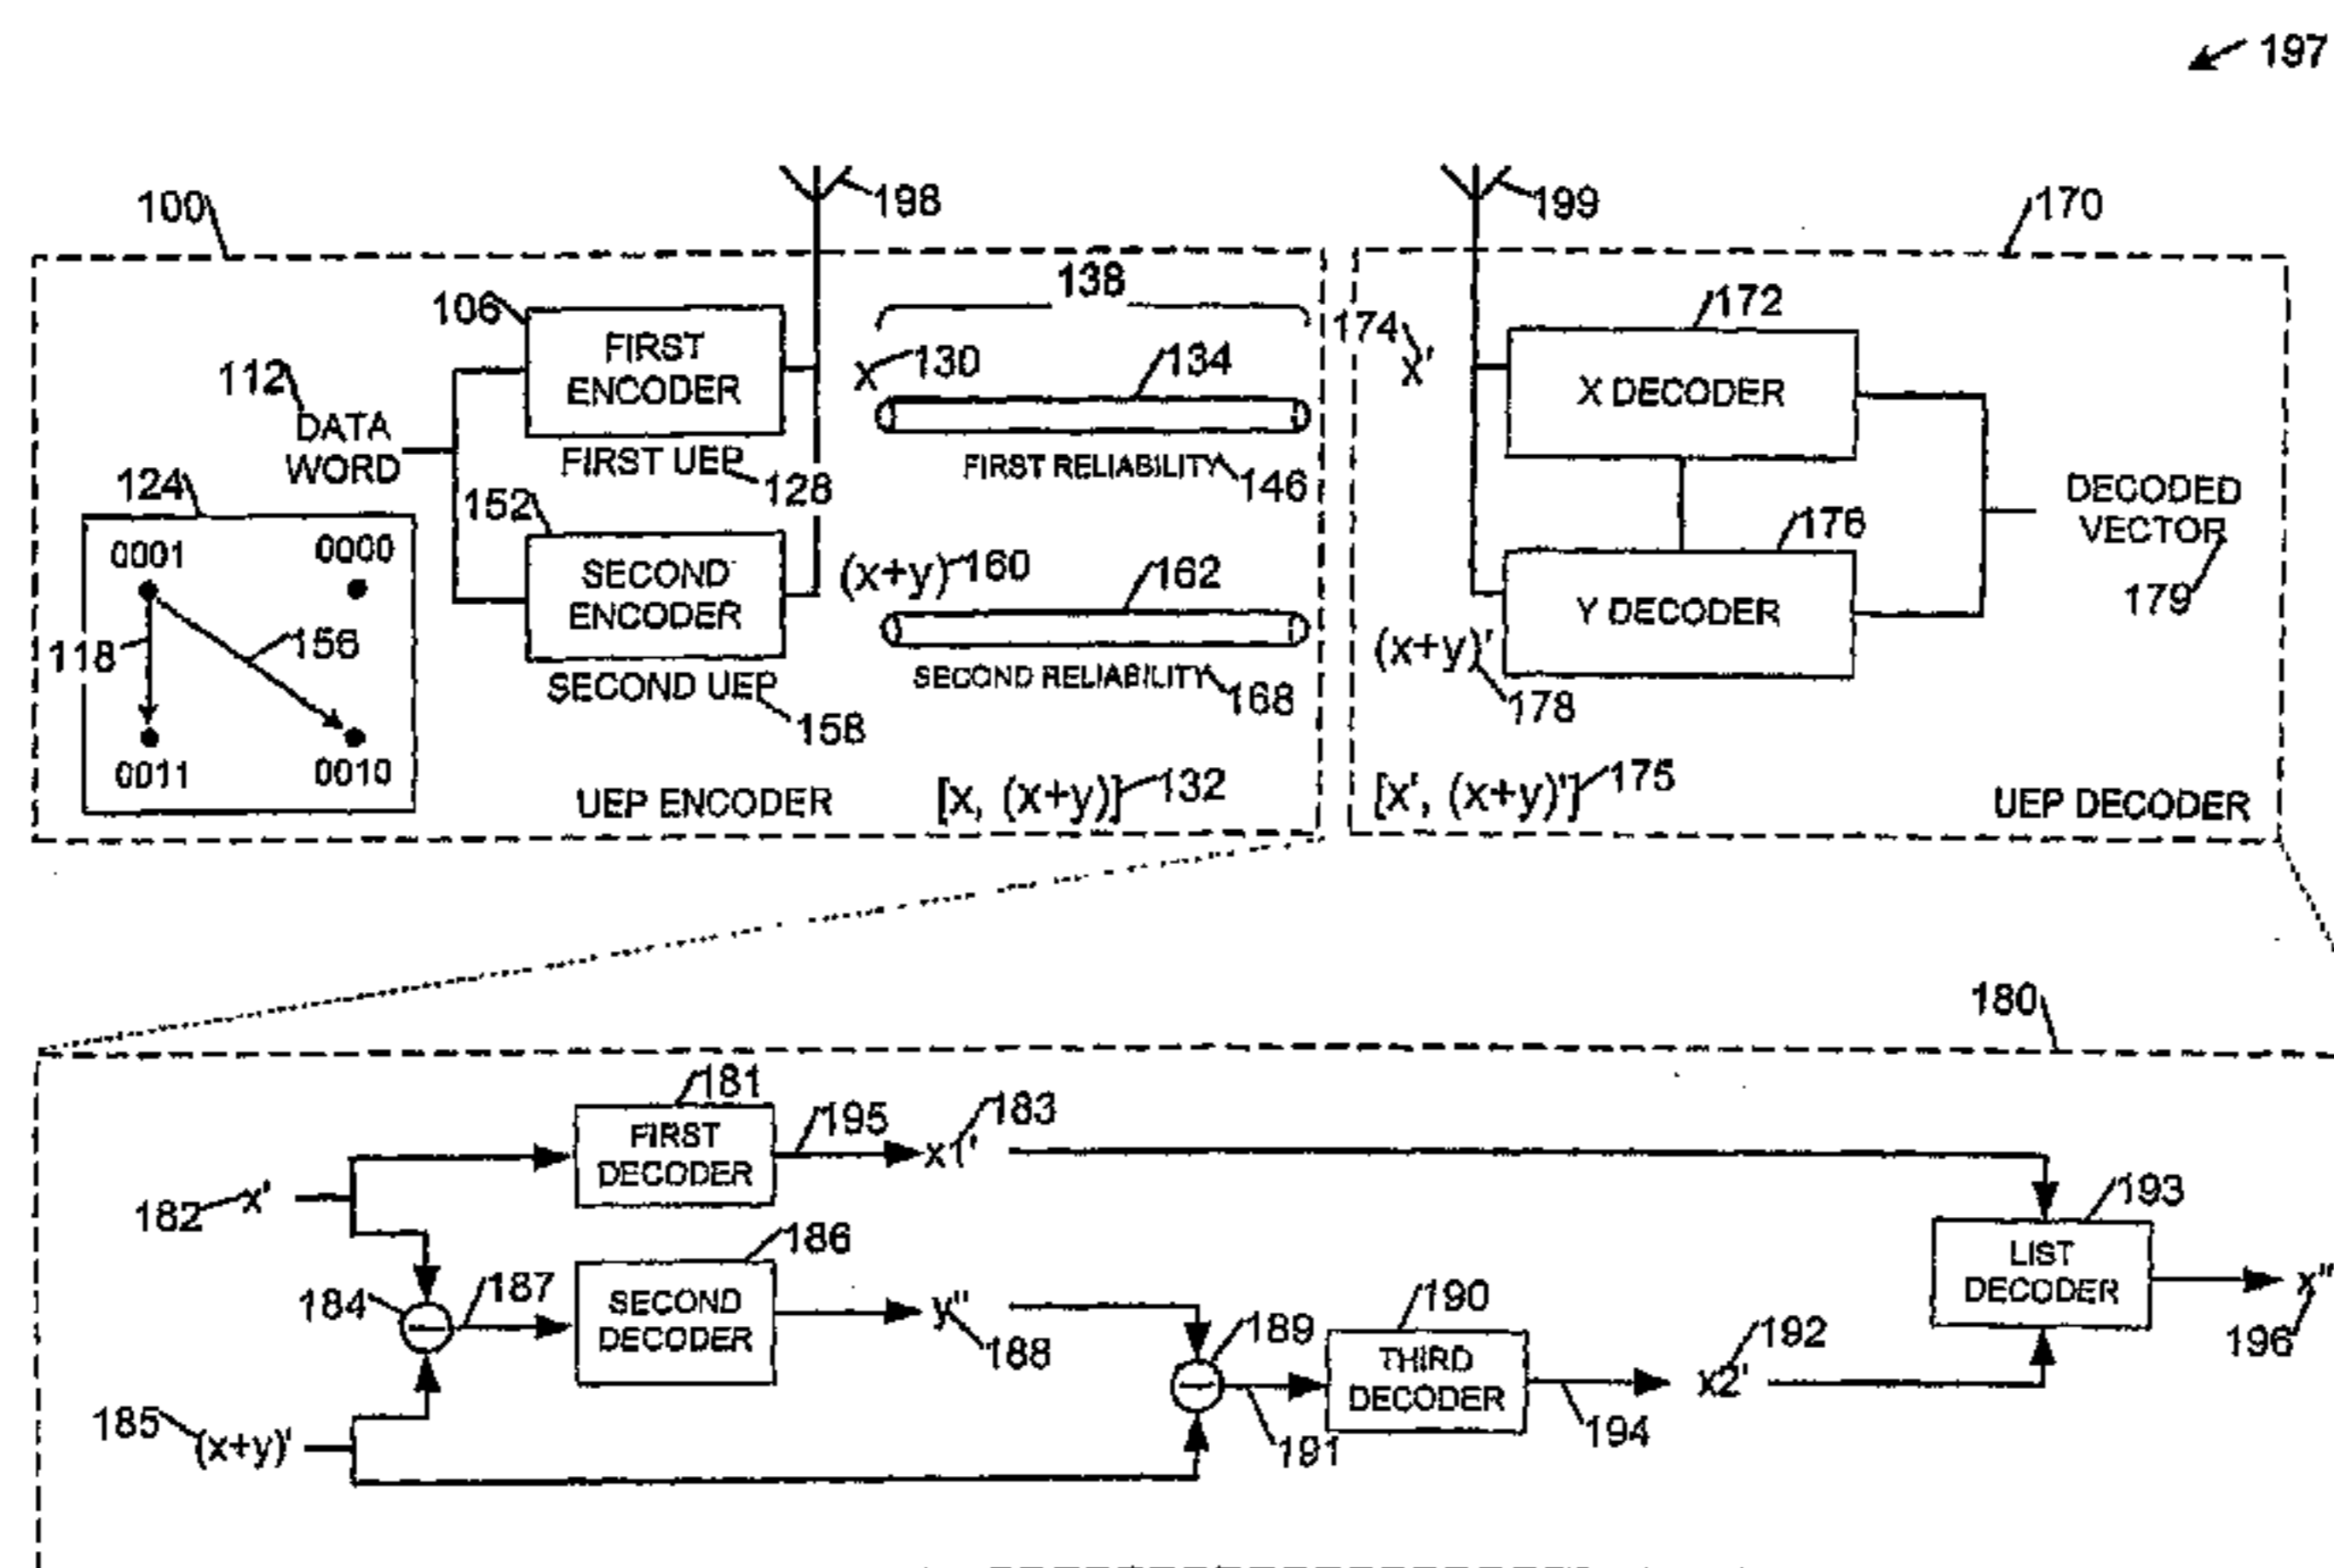 197
198
199
100
170
138
106
FIRST
ENCODER
172
174
x'
X DECODER
x
130
134
112
DATA
WORD
FIRST UEP
128
FIRST RELIABILITY
146
124
152
0001
0000
SECOND
ENCODER
(x+y)
160
162
176
Y DECODER
DECODED
VECTOR
179
118
156
(x+y)'
178
SECOND UEP
158
SECOND RELIABILITY
168
0011
0010
UEP ENCODER
[x, (x+y)]
132
[x', (x+y)']
175
UEP DECODER
180
181
FIRST
DECODER
195
x1'
183
182
x'
193
LIST
DECODER
x"
196
184
187
186
SECOND
DECODER
y"
188
189
190
THIRD
DECODER
x2'
192
185
(x+y)'
191
194